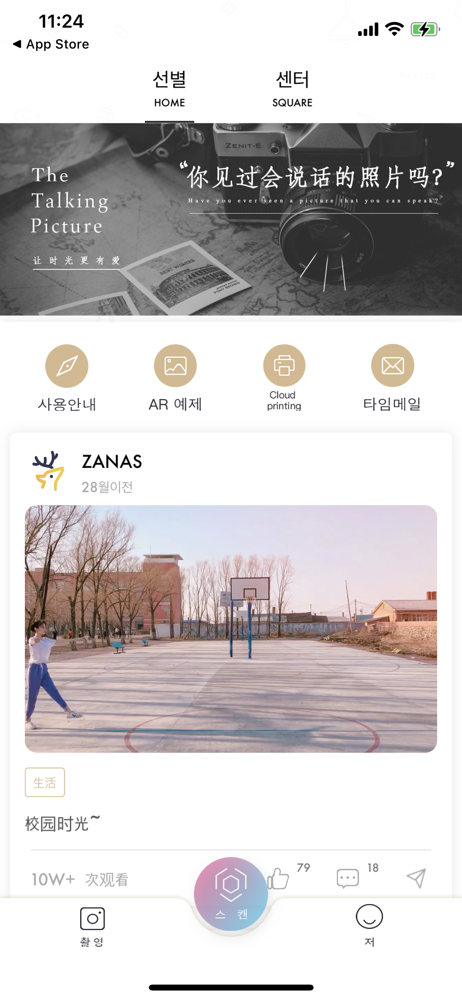 11:24
◀ App Store
선별
센터
HOME
SQUARE
ZENIT-E
The
Talking
Picture
让时光更有爱
“你见过会说话的照片吗?”
Have you ever seen a picture that you can speak?
2/58
BEST WISHES
always smile!
PONY BROWN
사용안내
AR 예제
Cloud
printing
타임메일
ZANAS
28월이전
生活
校园时光~
10W+ 次观看
79
18
스 캔
촬 영
저